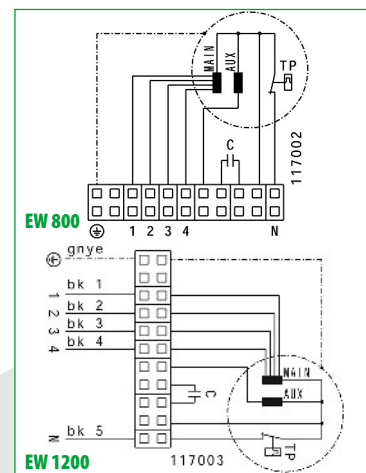 MAIN
AUX
TP
C
117002
EW 800
1 2 3 4 N
gnye
1 bk 1
2 bk 2
3 bk 3
4 bk 4
MAIN
AUX
C
N bk 5
TP
EW 1200
117003